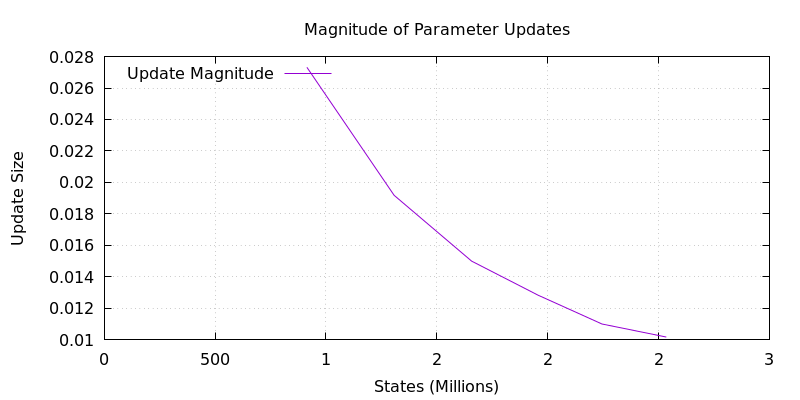 Magnitude of Parameter Updates
Update Magnitude
Update Size
0.028
0.026
0.024
0.022
0.02
0.018
0.016
0.014
0.012
0.01
0 500 1 2 2 2 3
States (Millions)